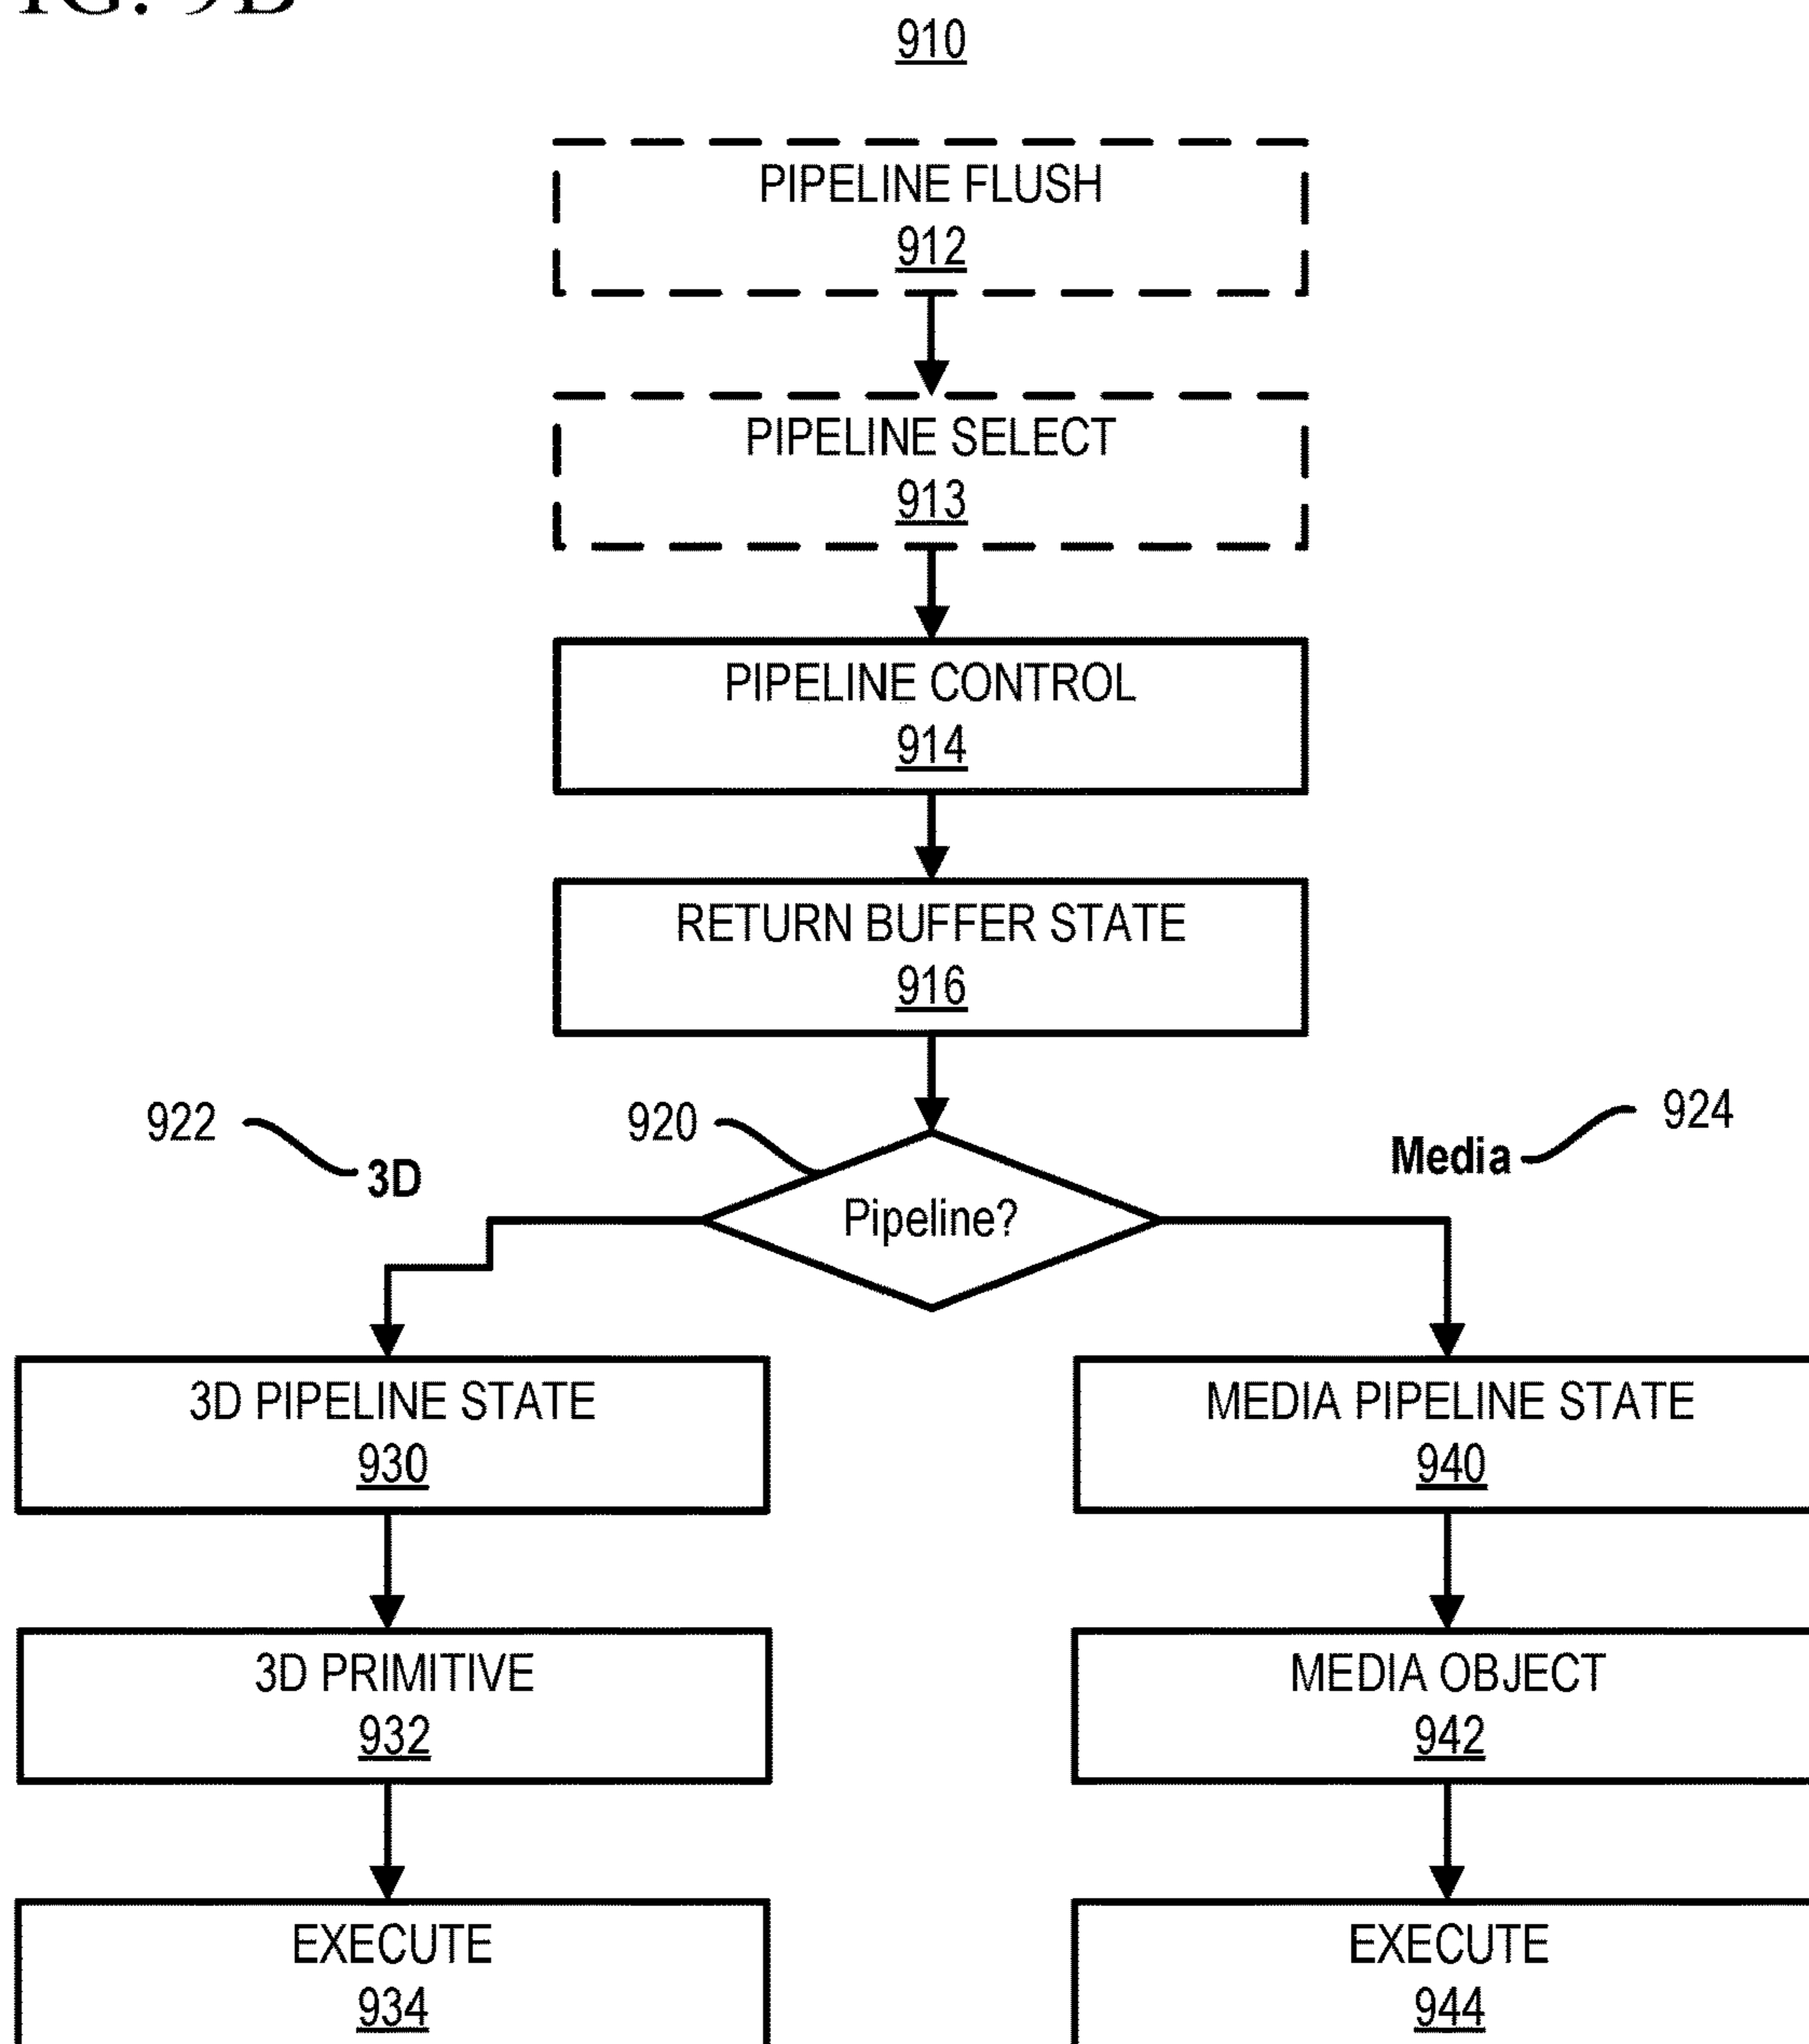 IG. 9B
910
PIPELINE FLUSH
912
PIPELINE SELECT
913
PIPELINE CONTROL
914
RETURN BUFFER STATE
916
922
920
924
3D
Media
Pipeline?
3D PIPELINE STATE
930
MEDIA PIPELINE STATE
940
3D PRIMITIVE
932
MEDIA OBJECT
942
EXECUTE
934
EXECUTE
944